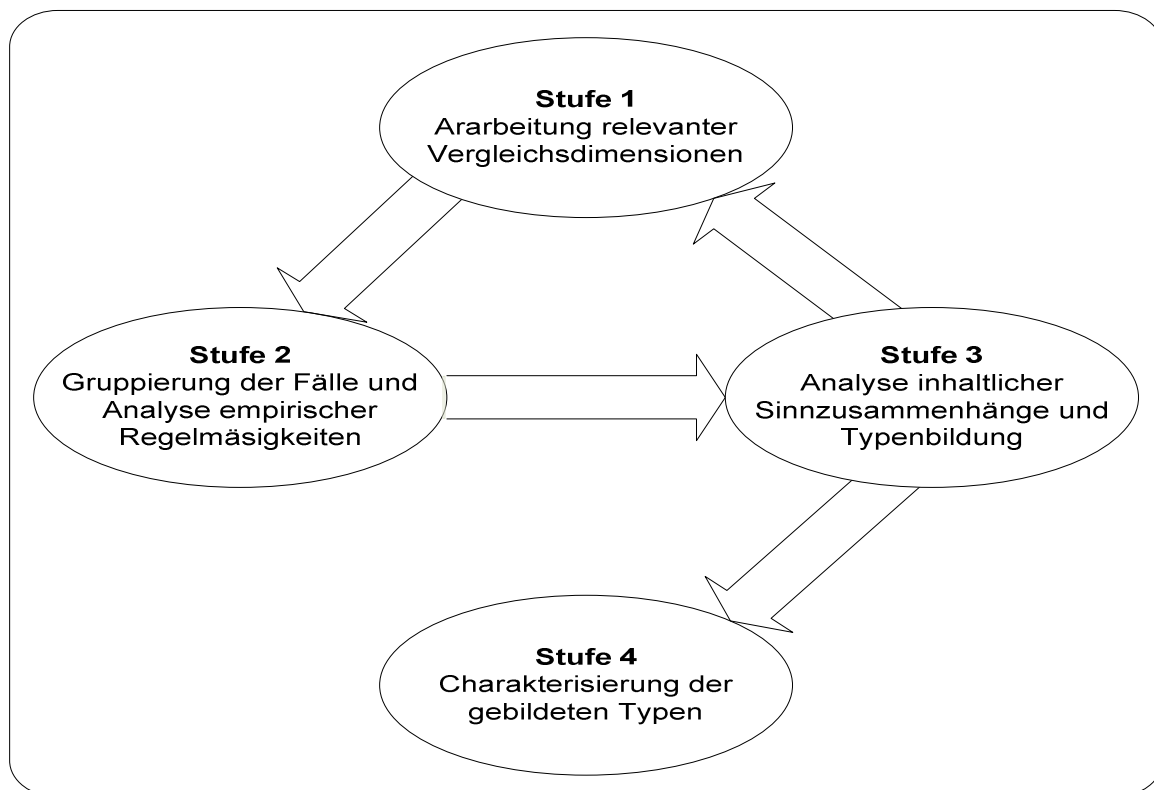 Stufe 1
Ararbeitung relevanter
Vergleichsdimensionen
Stufe 2
Gruppierung der Fälle und
Analyse empirischer
Regelmäsigkeiten
Stufe 3
Analyse inhaltlicher
Sinnzusammenhänge und
Typenbildung
Stufe 4
Charakterisierung der
gebildeten Typen